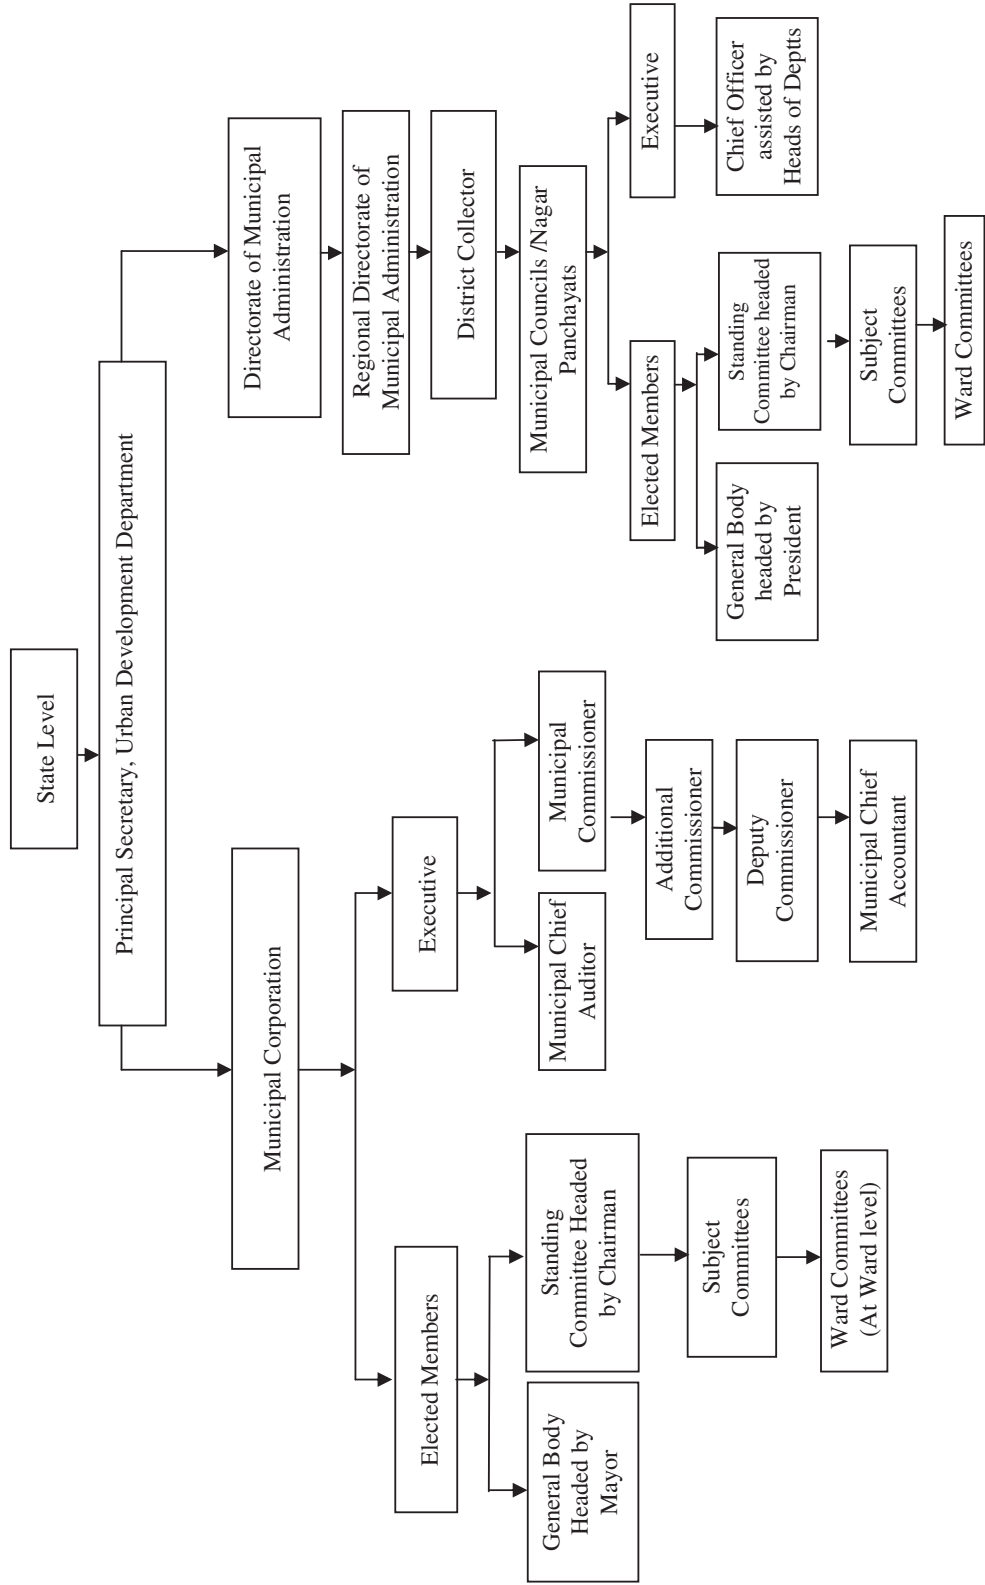 State Level
Principal Secretary, Urban Development Department
Municipal Corporation
Directorate of Municipal
Administration
Regional Directorate of
Municipal Administration
District Collector
Municipal Councils /Nagar
Panchayats
Elected Members
Executive
General Body
Headed by
Mayor
Standing
Committee Headed
by Chairman
Subject
Committees
Ward Committees
(At Ward level)
Municipal Chief
Auditor
Municipal
Commissioner
Additional
Commissioner
Deputy
Commissioner
Municipal Chief
Accountant
Elected Members
Executive
General Body
headed by
President
Standing
Committee headed
by Chairman
Subject
Committees
Ward Committees
Chief Officer
assisted by
Heads of Deptts